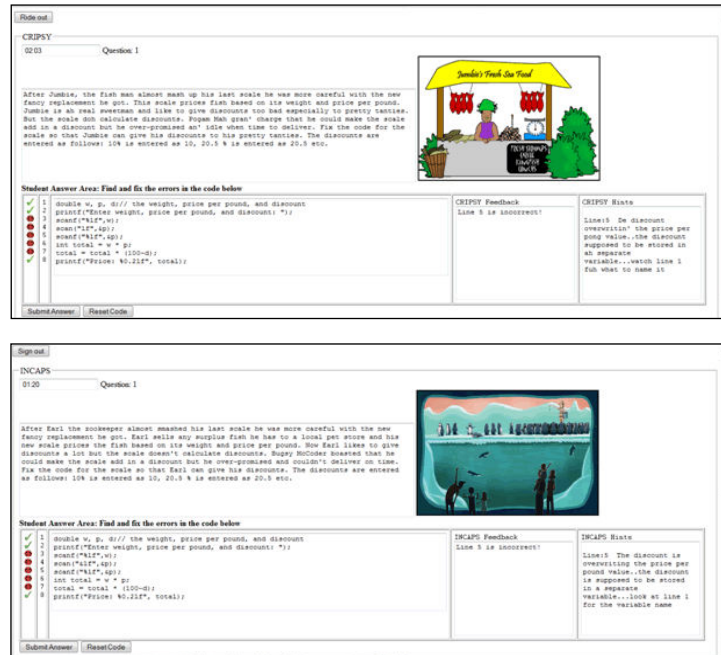 Ride out
CRIPSY
02:03 Question: 1
Jumbie's Fresh Sea Food
After Jumbie, the fish man almost mash up his last scale he was more careful with the new
fancy replacement he got. This scale prices fish based on its weight and price per pound.
Jumbie is ah real sweetman and like to give discounts too bad especially to pretty tanties.
But the scale doh calculate discounts. Pogam Mah gran' charge that he could make the scale
add in a discount but he over-promised an' idle when time to deliver. Fix the code for the
scale so that Jumbie can give his discounts to his pretty tanties. The discounts are
entered as follows: 10% is entered as 10, 20.5 % is entered as 20.5 etc.
Student Answer Area: Find and fix the errors in the code below
1 double w, p, d;// the weight, price per pound, and discount
2 printf("Enter weight, price per pound, and discount: ");
3 scanf("%lf",w);
4 scan("lf",&p);
5 scanf("%lf",&p);
6 int total = w * p;
7 total = total * (100-d);
8 printf("Price: %0.2lf", total);
CRIPSY Feedback
Line 5 is incorrect!
CRIPSY Hints
Line:5 De discount
overwritin' the price per
pong value..the discount
supposed to be stored in
ah separate
variable...watch line 1
fuh what to name it
Submit Answer Reset Code
Sign out
INCAPS
01:20 Question: 1
After Earl the zookeeper almost smashed his last scale he was more careful with the new
fancy replacement he got. Earl sells any surplus fish he has to a local pet store and his
new scale prices the fish based on its weight and price per pound. Now Earl likes to give
discounts a lot but the scale doesn't calculate discounts. Bugsy McCoder boasted that he
could make the scale add in a discount but he over-promised and couldn't deliver on time.
Fix the code for the scale so that Earl can give his discounts. The discounts are entered
as follows: 10% is entered as 10, 20.5 % is entered as 20.5 etc.
Student Answer Area: Find and fix the errors in the code below
1 double w, p, d;// the weight, price per pound, and discount
2 printf("Enter weight, price per pound, and discount: ");
3 scanf("%lf",w);
4 scan("lf",&p);
5 scanf("%lf",&p);
6 int total = w * p;
7 total = total * (100-d);
8 printf("Price: %0.2lf", total);
INCAPS Feedback
Line 5 is incorrect!
INCAPS Hints
Line:5 The discount is
overwriting the price per
pound value..the discount
is supposed to be stored
in a separate
variable...look at line 1
for the variable name
Submit Answer Reset Code